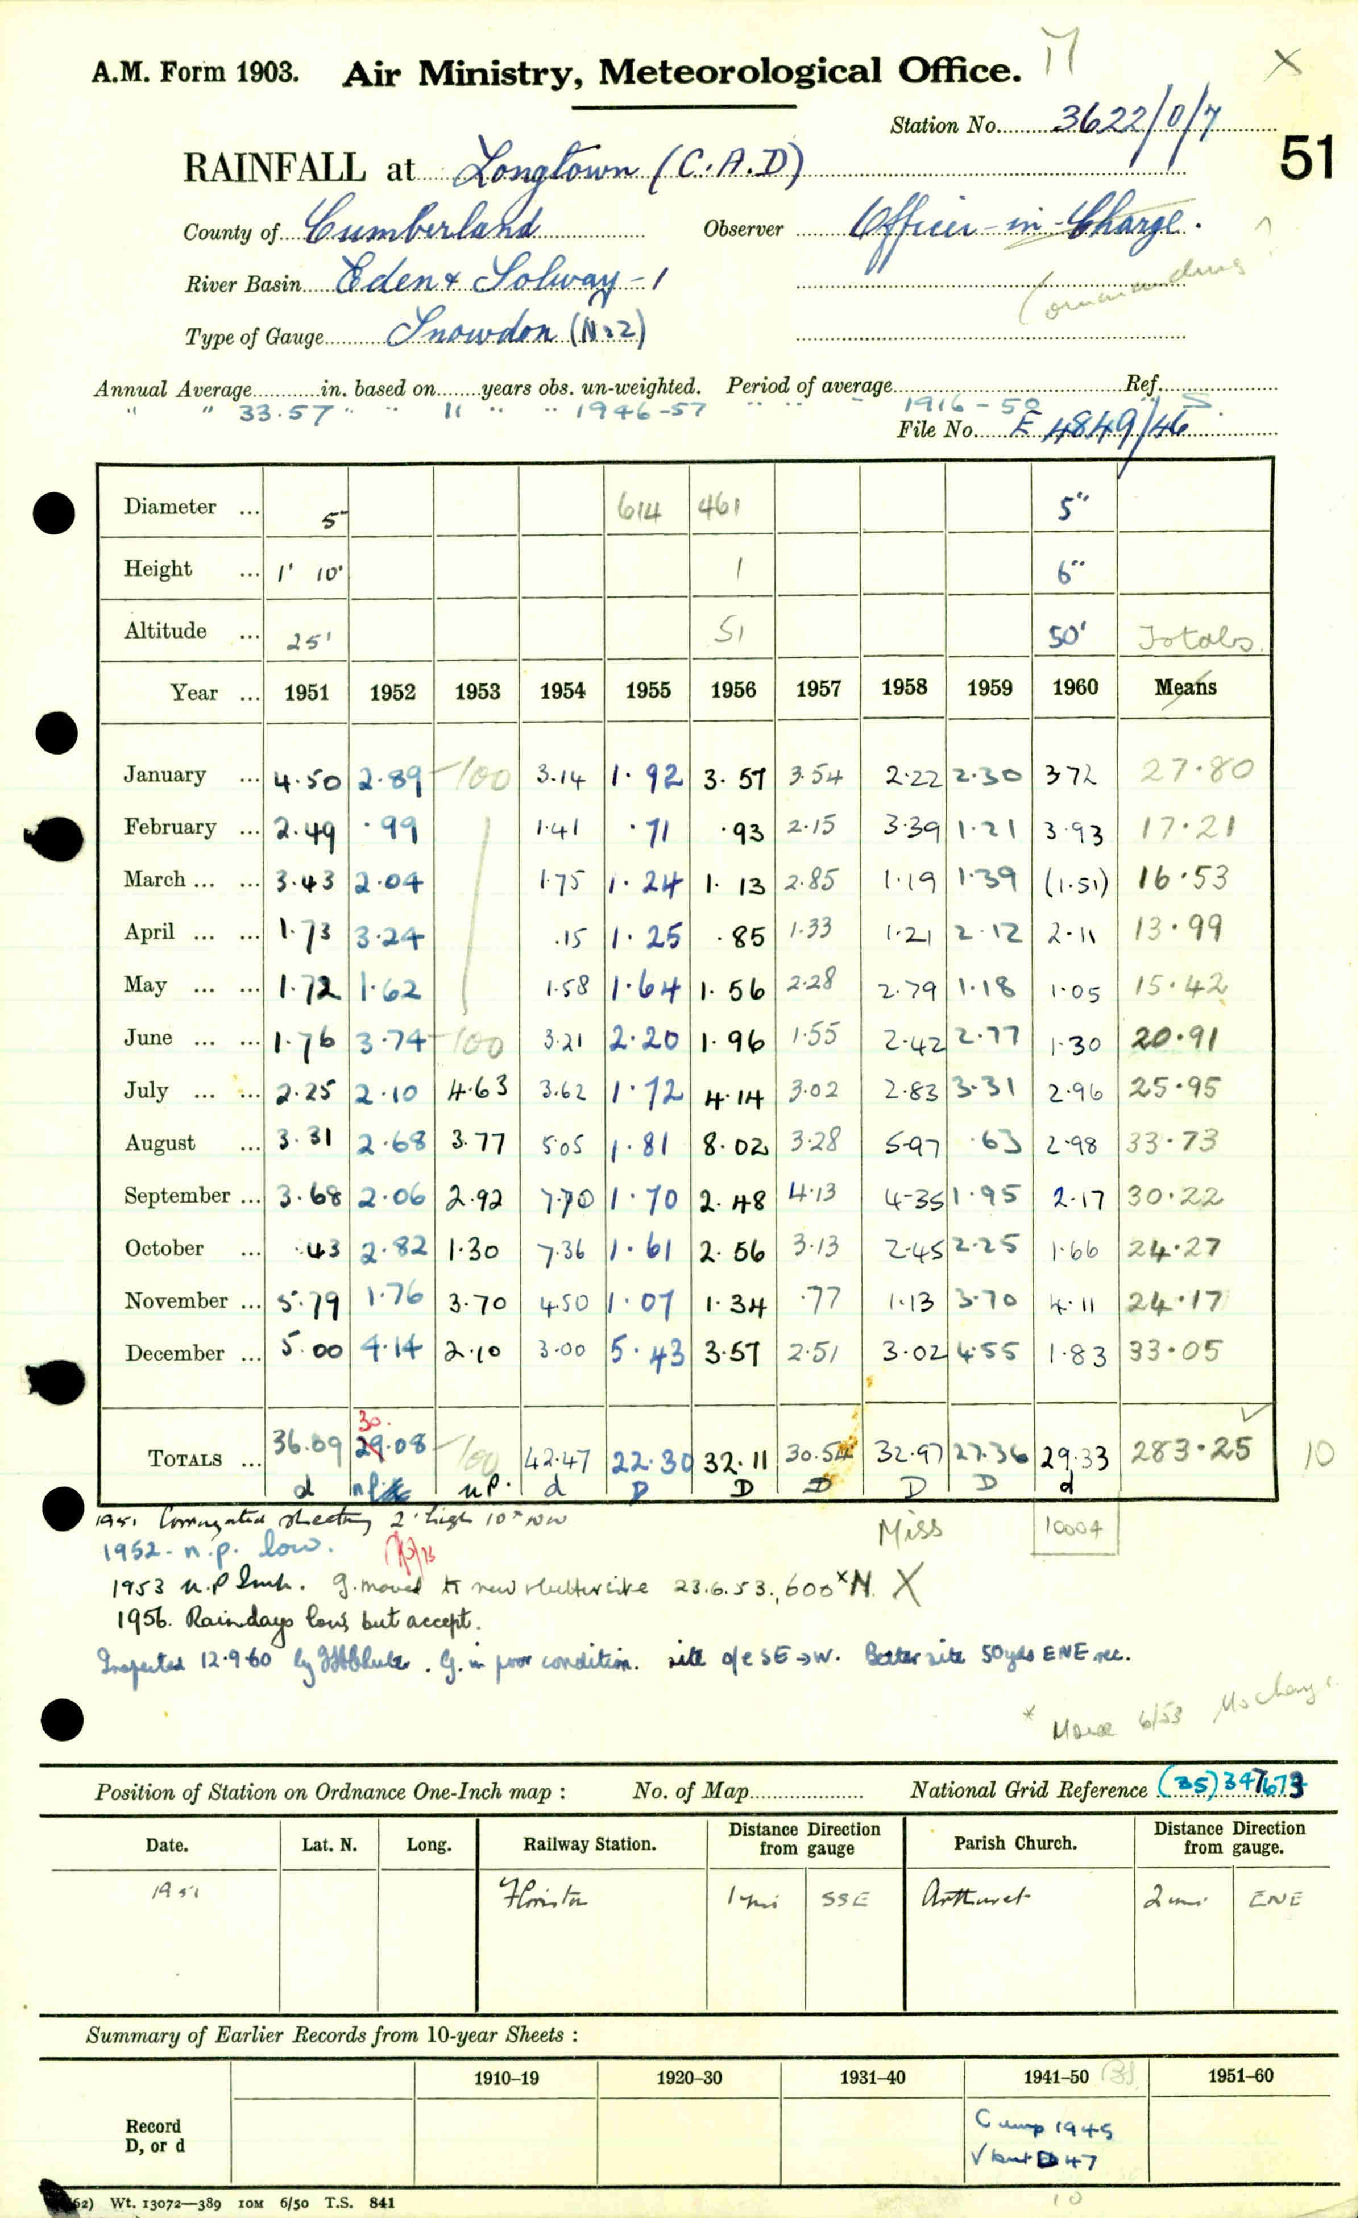 A.M. Form 1903. Air Ministry, Meteorological Office. M X
Station No. 3622/0/7
51
RAINFALL at Longtown (C.A.D)
County of Cumberland Observer Officer-in-Charge.
Commanding ?
River Basin Eden & Solway - 1
Type of Gauge Snowdon (No2)
Annual Average in. based on years obs. un-weighted. Period of average Ref.
" " 33.57 " " 11 " " 1946-57 " " " 1916-50
File No. E 4849/46
Diameter ... 5" 614 461 5"
Height ... 1' 10" 1 6"
Altitude ... 25' 51 50' Totals
Year ... 1951 1952 1953 1954 1955 1956 1957 1958 1959 1960 Means
January ... 4.50 2.89 -100 3.14 1.92 3.57 3.54 2.22 2.30 3.72 27.80
February ... 2.49 .99 1.41 .71 .93 2.15 3.39 1.21 3.93 17.21
March ... ... 3.43 2.04 1.75 1.24 1.13 2.85 1.19 1.39 (1.51) 16.53
April ... ... 1.73 3.24 .15 1.25 .85 1.33 1.21 2.12 2.11 13.99
May ... ... 1.72 1.62 1.58 1.64 1.56 2.28 2.79 1.18 1.05 15.42
June ... ... 1.76 3.74 -100 3.21 2.20 1.96 1.55 2.42 2.77 1.30 20.91
July ... ... 2.25 2.10 4.63 3.62 1.72 4.14 3.02 2.83 3.31 2.96 25.95
August ... 3.31 2.68 3.77 5.05 1.81 8.02 3.28 5.97 .63 2.98 33.73
September ... 3.68 2.06 2.92 7.70 1.70 2.48 4.13 4.35 1.95 2.17 30.22
October ... .43 2.82 1.30 7.36 1.61 2.56 3.13 2.45 2.25 1.66 24.27
November ... 5.79 1.76 3.70 4.50 1.07 1.34 .77 1.13 3.70 4.11 24.17
December ... 5.00 4.14 2.10 3.00 5.43 3.57 2.51 3.02 4.55 1.83 33.05
30.
TOTALS ... 36.09 29.08 -100 42.47 22.30 32.11 30.54 32.97 27.36 29.33 283.25 10
d n.p. n.p. d D D D D D d
1951 Corrugated sheeting 2' high 10x NW Miss 10004
1952 - n.p. low.
1953 n.p. g. moved to new site 23.6.53, 600x N. X
1956. Raindays low but accept.
Inspected 12.9.60 by . G. in poor condition. site o/e SE → W. Better site 50yds ENE rec.
* 6/53 No change
Position of Station on Ordnance One-Inch map : No. of Map National Grid Reference (35) 347673
Date. Lat. N. Long. Railway Station. Distance from Direction gauge Parish Church. Distance from Direction gauge.
1951 Floriston 1 mi SSE Arthuret 2 mi ENE
Summary of Earlier Records from 10-year Sheets :
1910-19 1920-30 1931-40 1941-50 1951-60
Record D, or d
Comp 1945
√ but D 47
10
62) Wt. 13072—389 10M 6/50 T.S. 841